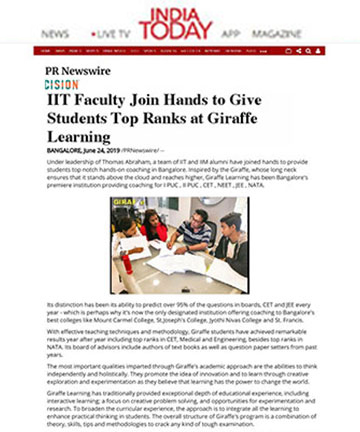 INDIA
TODAY
NEWS
LIVE TV
APP
MAGAZINE
PR Newswire
CISION
IIT Faculty Join Hands to Give
Students Top Ranks at Giraffe
Learning
BANGALORE, June 24, 2019 /PRNewswire/ --
Under leadership of Thomas Abraham, a team of IIT and IIM alumni have joined hands to provide
students top notch hands-on coaching in Bangalore. Inspired by the Giraffe, whose long neck
ensures that it stands above the cloud and reaches higher, Giraffe Learning has been Bangalore's
premiere institution providing coaching for I PUC , II PUC , CET , NEET , JEE , NATA.
Its distinction has been its ability to predict over 95% of the questions in boards, CET and JEE every
year - which is perhaps why it's now the only designated institution offering coaching to Bangalore's
best colleges like Mount Carmel College, St.Joseph's College, Jyothi Nivas College and St. Francis.
With effective teaching techniques and methodology, Giraffe students have achieved remarkable
results year after year including top ranks in CET, Medical and Engineering, besides top ranks in
NATA. Its board of advisors include authors of text books as well as question paper setters from past
years.
The most important qualities imparted through Giraffe's academic approach are the abilities to think
independently and holistically. They promote the idea of innovation and to learn through creative
exploration and experimentation as they believe that learning has the power to change the world.
Giraffe Learning has traditionally provided exceptional depth of educational experience, including
interactive learning; a focus on creative problem solving, and opportunities for experimentation and
research. To broaden the curricular experience, the approach is to integrate all the learning to
enhance practical thinking in students. The overall structure of Giraffe's program is a combination of
theory, skills, tips and methodologies to crack any kind of tough examination.